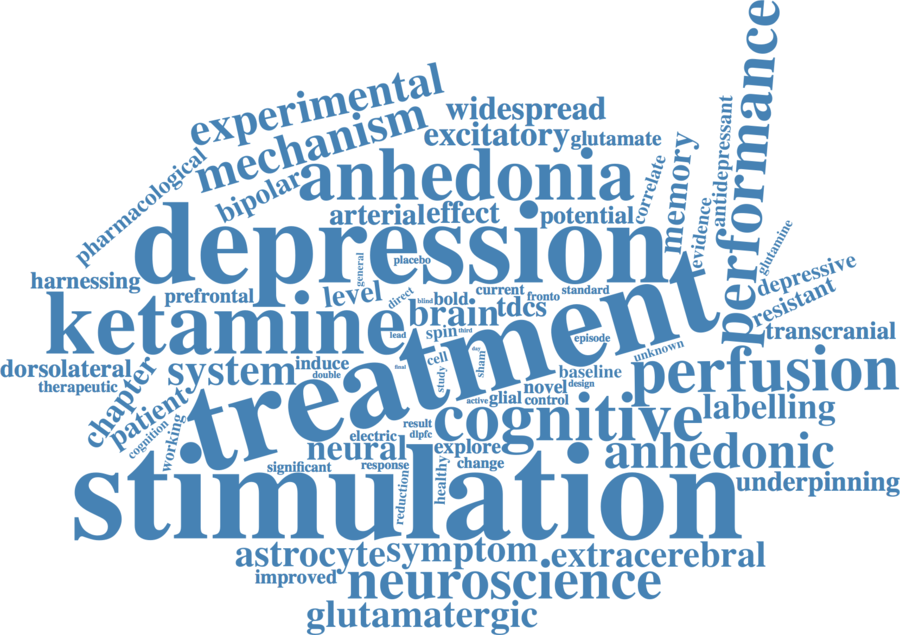 performance
experimental
widespread
mechanism
excitatory
glutamate
antidepressant
pharmacological
bipolar
anhedonia
correlate
memory
arterial
effect
potential
evidence
depression
glutamine
general
placebo
harnessing
prefrontal
level
direct
blind
bold
current
fronto
standard
depressive
resistant
ketamine
lead
brain
tdcs
spin
third
episode
transcranial
treatment
unknown
dorsolateral
therapeutic
system
induce
double
final
cell
study
day
sham
baseline
perfusion
chapter
patient
cognition
working
active
glial
novel
control
design
cognitive
labelling
electric
result
dlpfc
neural
explore
anhedonic
significant
response
reduction
healthy
change
underpinning
stimulation
astrocyte
symptom
extracerebral
improved
neuroscience
glutamatergic